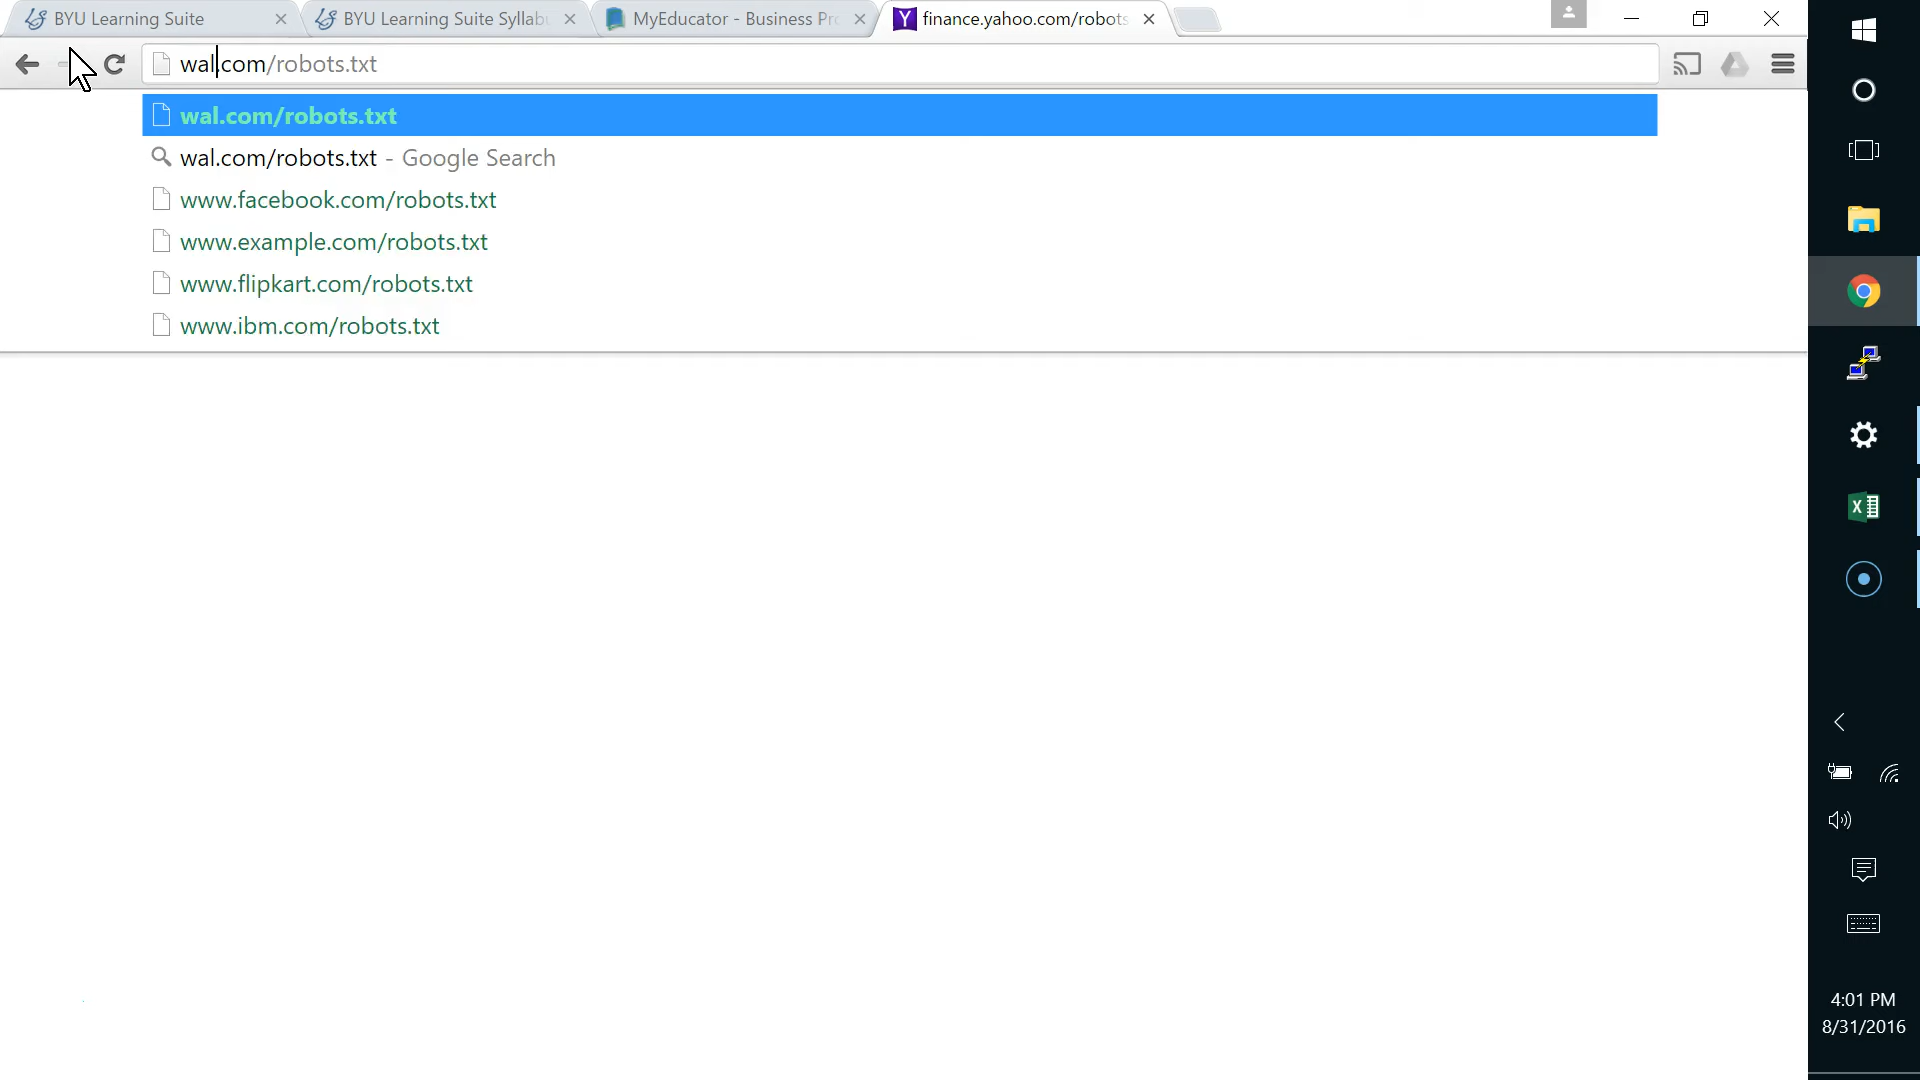 BYU Learning Suite
BYU Learning Suite Syllab
MyEducator - Business Pr
finance.yahoo.com/robots
wal.com/robots.txt
wal.com/robots.txt
wal.com/robots.txt - Google Search
www.facebook.com/robots.txt
www.example.com/robots.txt
www.flipkart.com/robots.txt
www.ibm.com/robots.txt
4:01 PM
8/31/2016